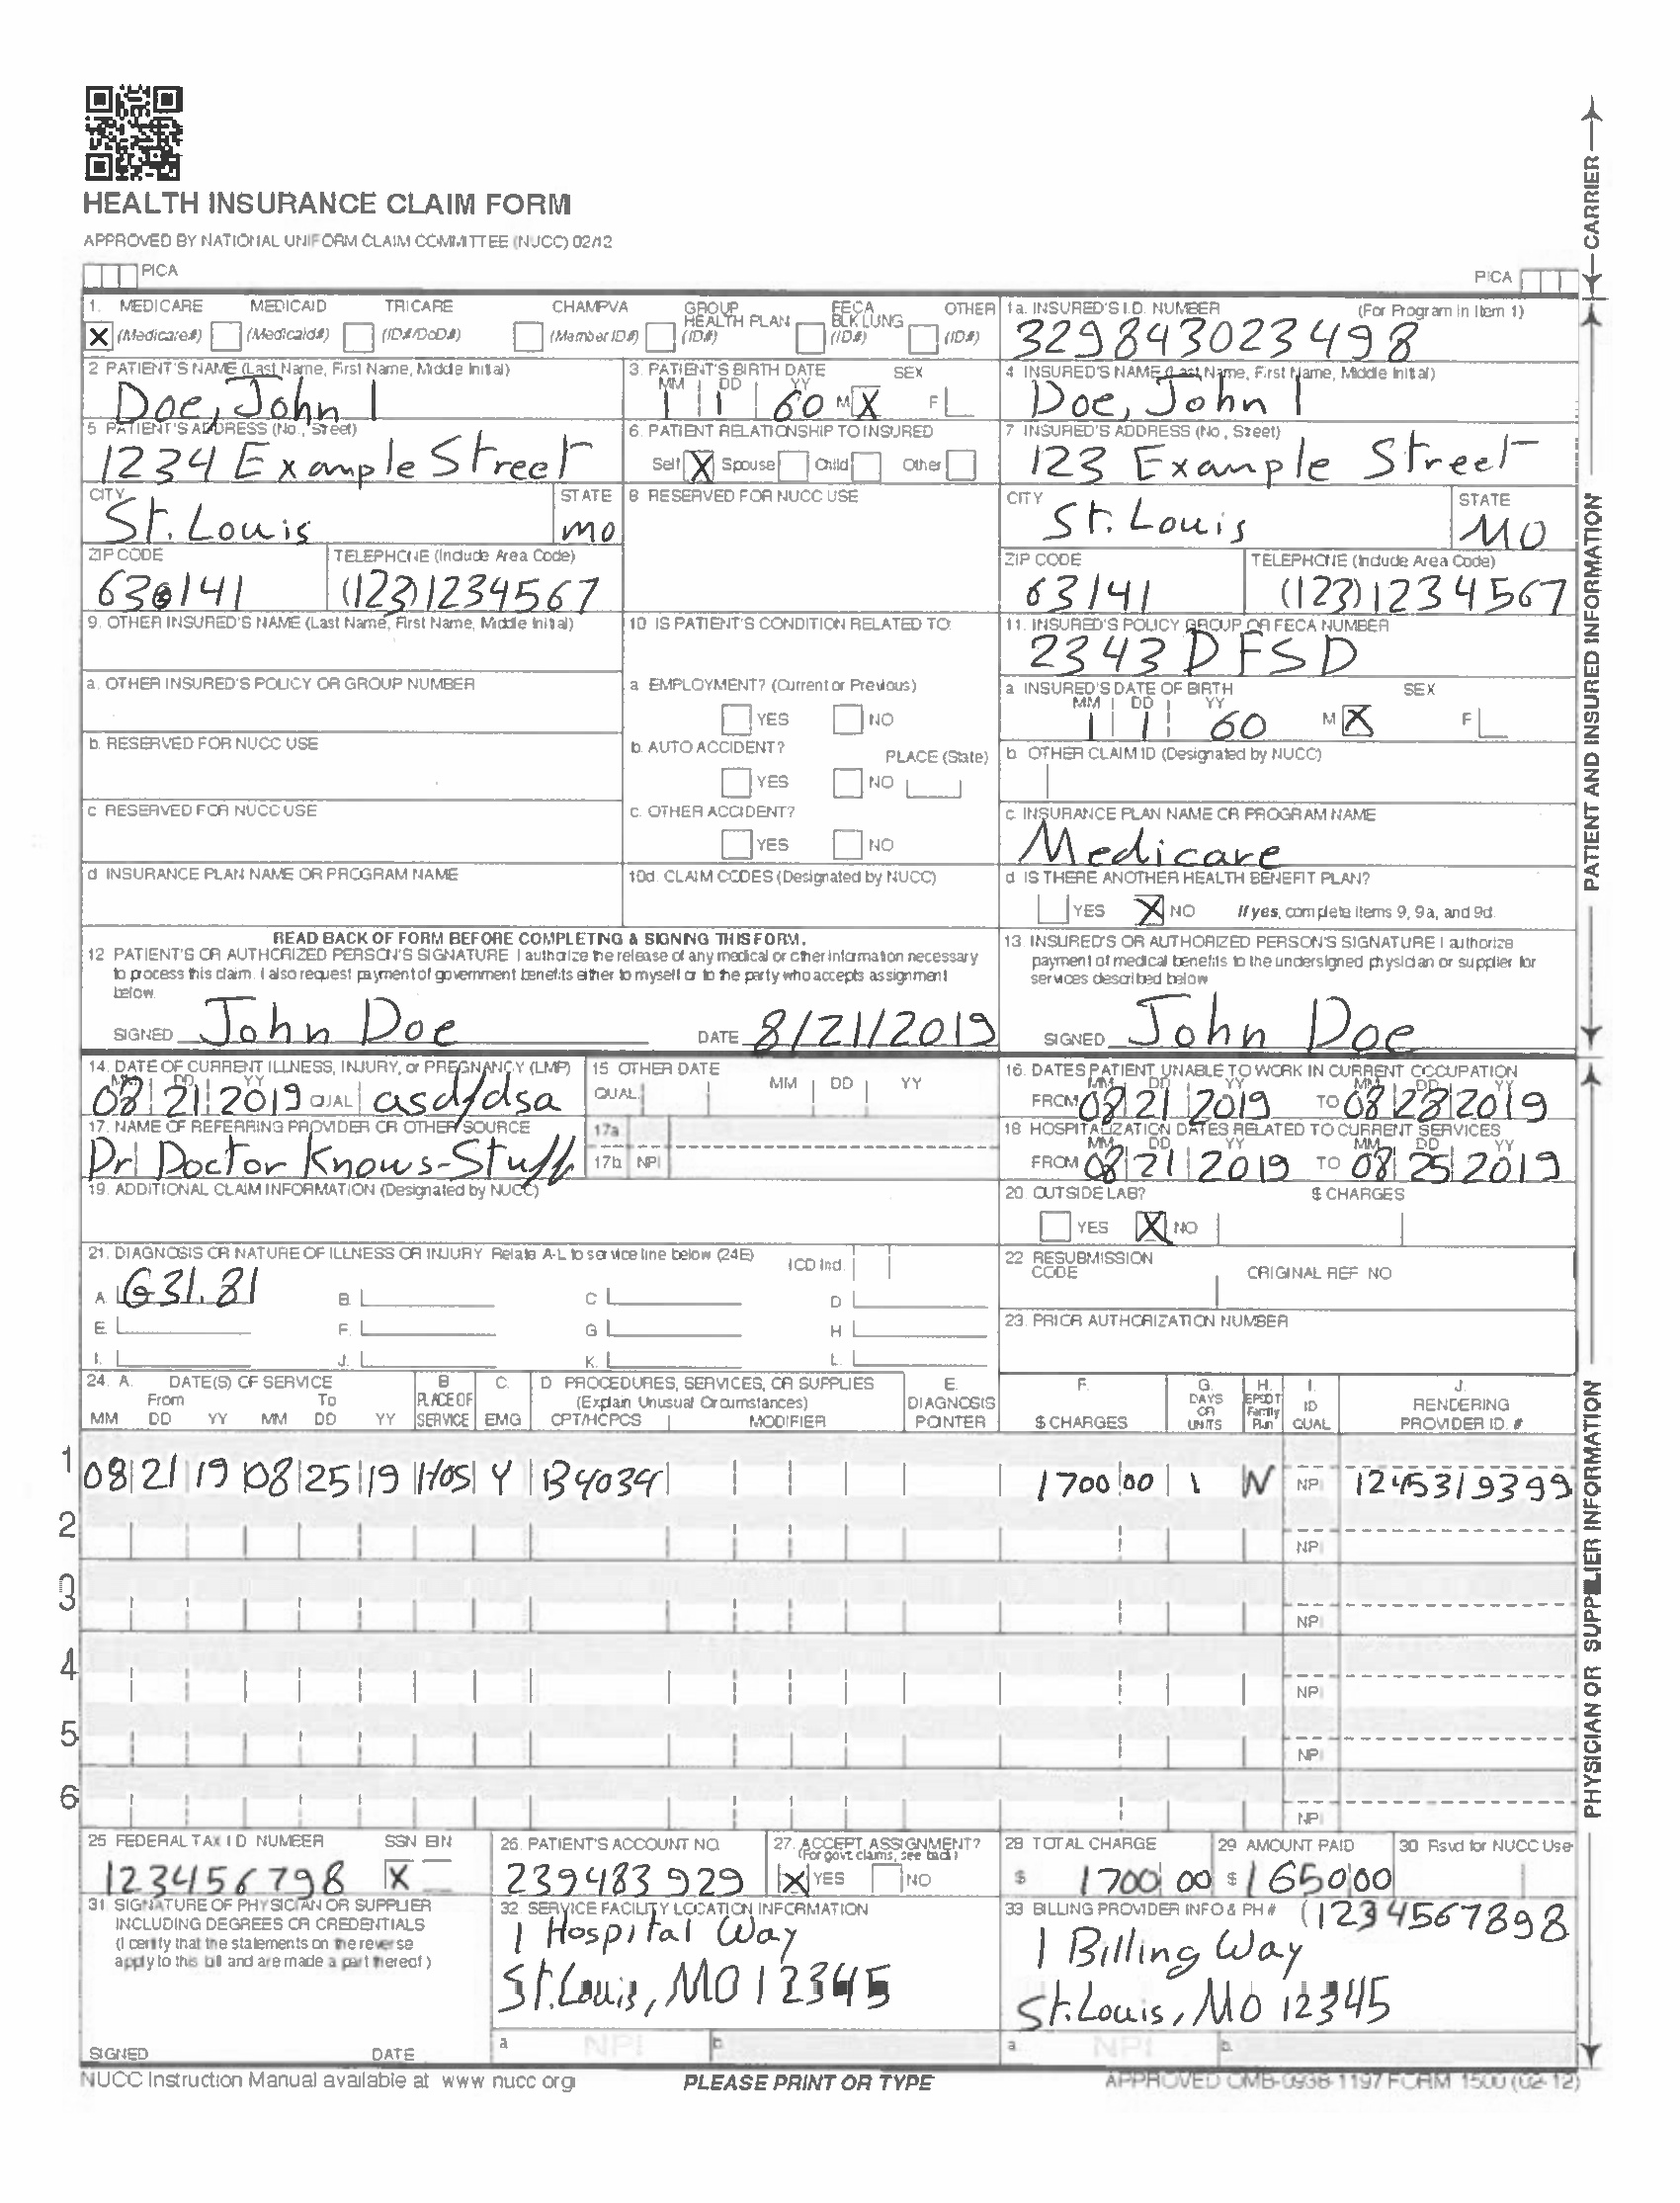 HEALTH INSURANCE CLAIM FORM
APPROVED BY NATIONAL UNIFORM CLAIM COMMITTEE (NUCC) 02/12
PICA
PICA
CARRIER
1. MEDICARE MEDICAID TRICARE CHAMPVA GROUP HEALTH PLAN FECA BLK LUNG OTHER
X (Medicare#) (Medicaid#) (ID#/DoD#) (Member ID#) (ID#) (ID#) (ID#)
1a. INSURED'S I.D. NUMBER (For Program in Item 1)
329843023498
2 PATIENT'S NAME (Last Name, First Name, Middle Initial)
Doe, John I
3. PATIENT'S BIRTH DATE SEX
MM DD YY
1 1 60 M X F
4 INSURED'S NAME (Last Name, First Name, Middle Initial)
Doe, John I
5 PATIENT'S ADDRESS (No., Street)
1234 Example Street
6. PATIENT RELATIONSHIP TO INSURED
Self X Spouse Child Other
7 INSURED'S ADDRESS (No, Street)
123 Example Street
CITY STATE
St. Louis MO
8 RESERVED FOR NUCC USE
CITY STATE
St. Louis MO
ZIP CODE TELEPHONE (Include Area Code)
(123)1234567
ZIP CODE TELEPHONE (Include Area Code)
63141 (123)1234567
9. OTHER INSURED'S NAME (Last Name, First Name, Middle Initial)
10 IS PATIENT'S CONDITION RELATED TO
11. INSURED'S POLICY GROUP OR FECA NUMBER
2343DFSD
a. OTHER INSURED'S POLICY OR GROUP NUMBER
a EMPLOYMENT? (Current or Previous)
YES NO
a INSURED'S DATE OF BIRTH SEX
MM DD YY
1 1 60 M X F
b. RESERVED FOR NUCC USE
b. AUTO ACCIDENT? PLACE (State)
YES NO
b OTHER CLAIM ID (Designated by NUCC)
c RESERVED FOR NUCC USE
c. OTHER ACCIDENT?
YES NO
c. INSURANCE PLAN NAME OR PROGRAM NAME
Medicare
d INSURANCE PLAN NAME OR PROGRAM NAME
10d CLAIM CODES (Designated by NUCC)
d IS THERE ANOTHER HEALTH BENEFIT PLAN?
YES X NO If yes, complete items 9, 9a, and 9d.
PATIENT AND INSURED INFORMATION
READ BACK OF FORM BEFORE COMPLETING & SIGNING THIS FORM.
12 PATIENT'S OR AUTHORIZED PERSON'S SIGNATURE I authorize the release of any medical or other information necessary
to process this claim. I also request payment of government benefits either to myself or to the party who accepts assignment
below.
SIGNED John Doe DATE 8/21/2019
13 INSURED'S OR AUTHORIZED PERSON'S SIGNATURE I authorize
payment of medical benefits to the undersigned physician or supplier for
services described below
SIGNED John Doe
14. DATE OF CURRENT ILLNESS, INJURY, or PREGNANCY (LMP)
MM DD YY
08 21 2019 QUAL asdfdsa
15 OTHER DATE
QUAL MM DD YY
16. DATES PATIENT UNABLE TO WORK IN CURRENT OCCUPATION
MM DD YY MM DD YY
FROM 08 21 2019 TO 08 28 2019
17. NAME OF REFERRING PROVIDER OR OTHER SOURCE
Dr Doctor Knows-Stuff
17a
17b NPI
18 HOSPITALIZATION DATES RELATED TO CURRENT SERVICES
MM DD YY MM DD YY
FROM 08 21 2019 TO 08 25 2019
19. ADDITIONAL CLAIM INFORMATION (Designated by NUCC)
20. OUTSIDE LAB? $ CHARGES
YES X NO
21. DIAGNOSIS OR NATURE OF ILLNESS OR INJURY Relate A-L to service line below (24E) ICD Ind.
A. G31.81 B. C D
E. F. G H
I. J. K. L.
22 RESUBMISSION
CODE ORIGINAL REF NO
23. PRIOR AUTHORIZATION NUMBER
24. A. DATE(S) OF SERVICE B C. D PROCEDURES, SERVICES, OR SUPPLIES E. F. G. H. I. J.
From To PLACE OF (Explain Unusual Circumstances) DIAGNOSIS DAYS OR EPSDT Family ID RENDERING
MM DD YY MM DD YY SERVICE EMG CPT/HCPCS MODIFIER POINTER $ CHARGES UNITS Plan QUAL PROVIDER ID. #
1 08 21 19 08 25 19 Hos Y B4034 1700 00 1 N NPI 1245319399
2 NPI
3 NPI
4 NPI
5 NPI
6 NPI
25 FEDERAL TAX I D NUMBER SSN EIN
123456798 X
26. PATIENT'S ACCOUNT NO.
239483929
27. ACCEPT ASSIGNMENT?
(For govt. claims, see back)
X YES NO
28 TOTAL CHARGE
$ 1700 00
29 AMOUNT PAID
$ 1650 00
30 Rsvd for NUCC Use
31 SIGNATURE OF PHYSICIAN OR SUPPLIER
INCLUDING DEGREES OR CREDENTIALS
(I certify that the statements on the reverse
apply to this bill and are made a part thereof)
SIGNED DATE
32. SERVICE FACILITY LOCATION INFORMATION
1 Hospital Way
St. Louis, MO 12345
a NPI b.
33 BILLING PROVIDER INFO & PH # (1234567898
1 Billing Way
St. Louis, MO 12345
a. NPI b.
PHYSICIAN OR SUPPLIER INFORMATION
NUCC Instruction Manual available at www nucc org
PLEASE PRINT OR TYPE
APPROVED OMB-0938-1197 FORM 1500 (02-12)